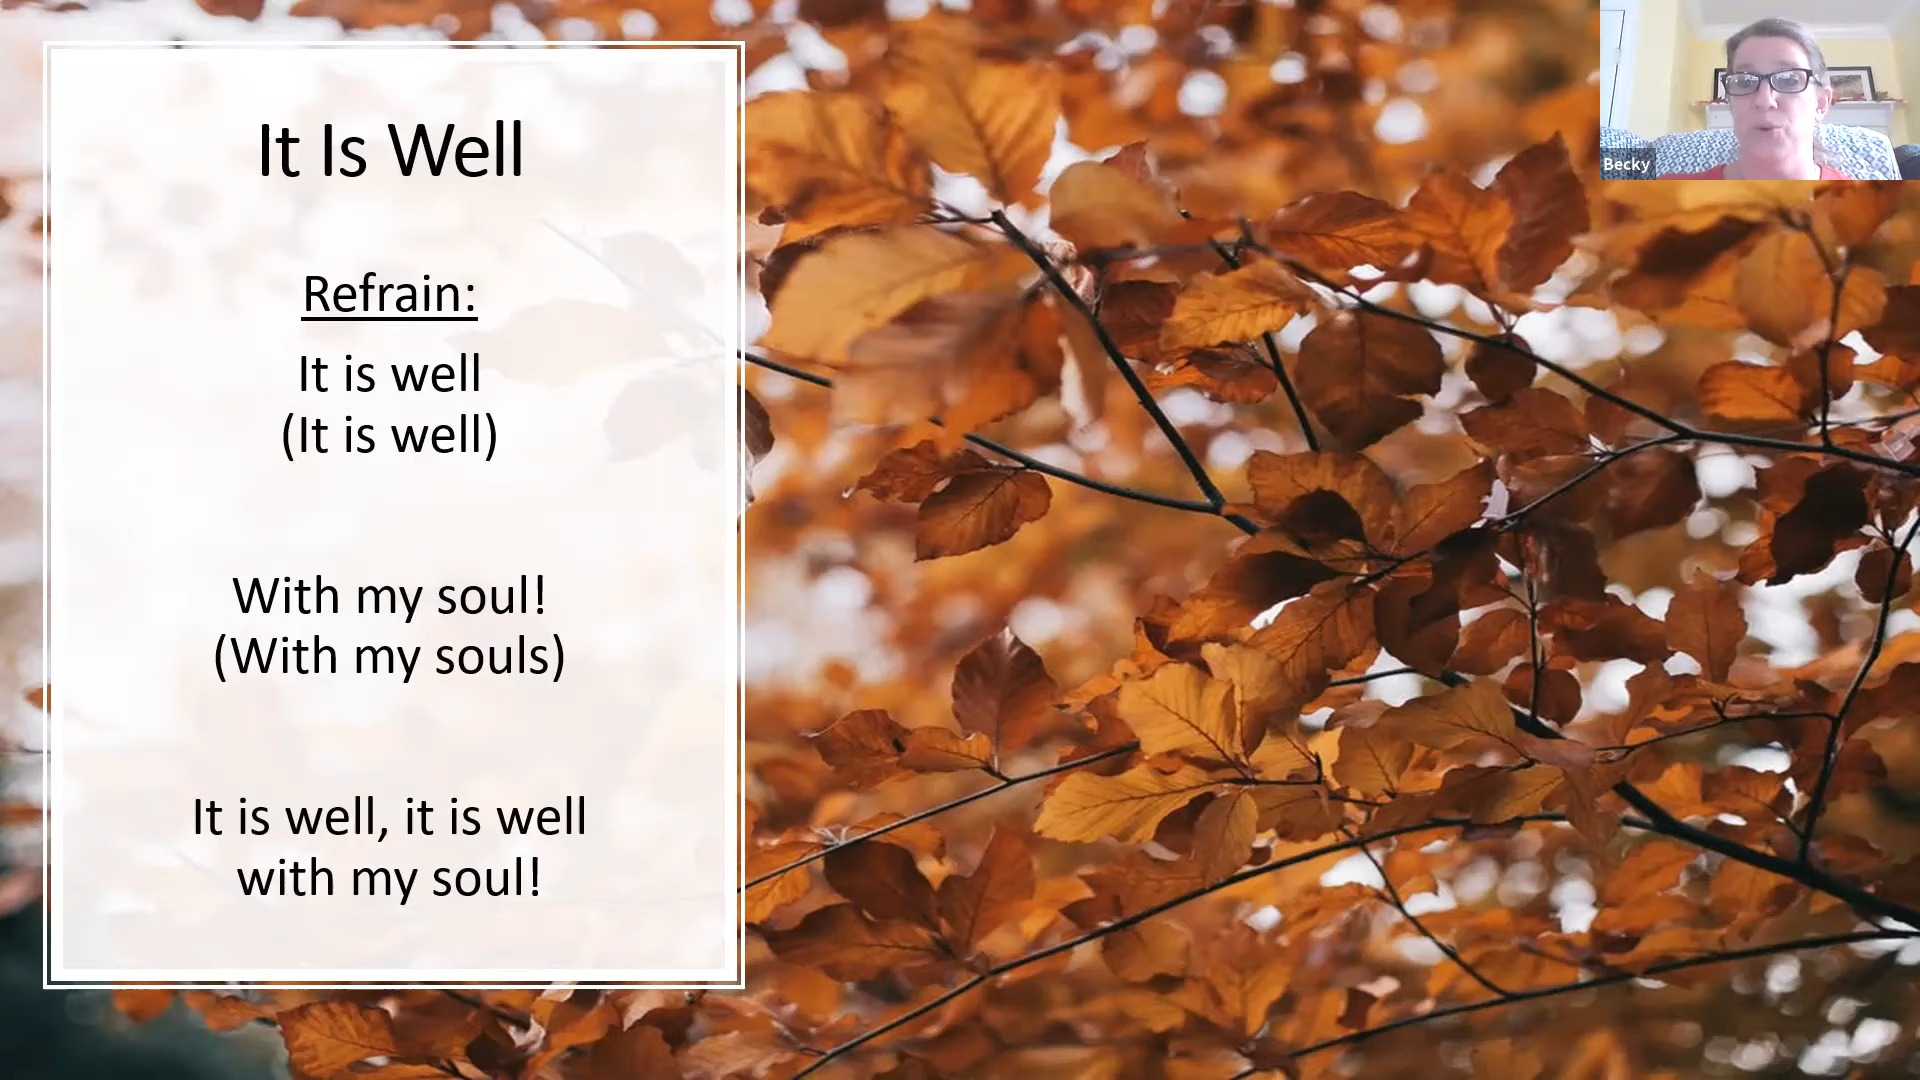 It Is Well
Refrain:
It is well
(It is well)
With my soul!
(With my souls)
It is well, it is well
with my soul!
Becky